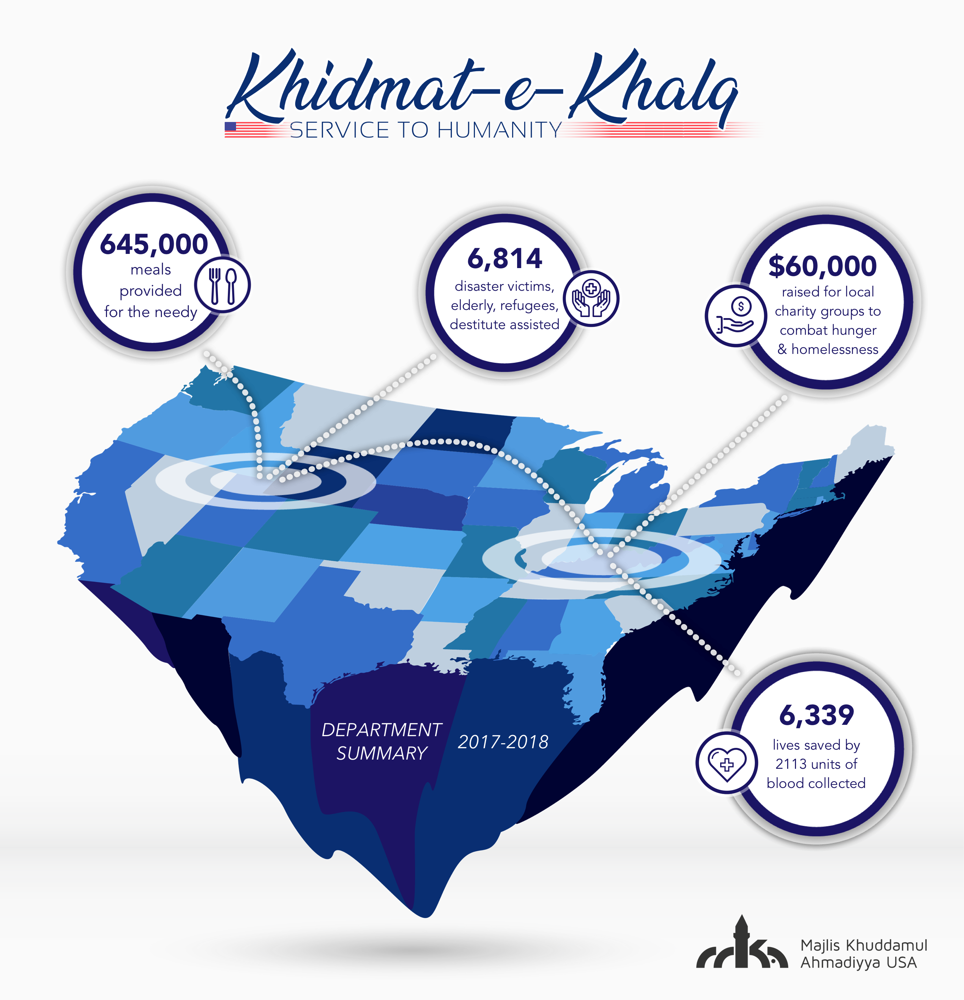 Khidmat-e-Khalq
SERVICE TO HUMANITY
645,000
meals
provided
for the needy
6,814
disaster victims,
elderly, refugees,
destitute assisted
$60,000
raised for local
charity groups to
combat hunger
& homelessness
$
DEPARTMENT
SUMMARY
2017-2018
6,339
lives saved by
2113 units of
blood collected
mka
Majlis Khuddamul
Ahmadiyya USA